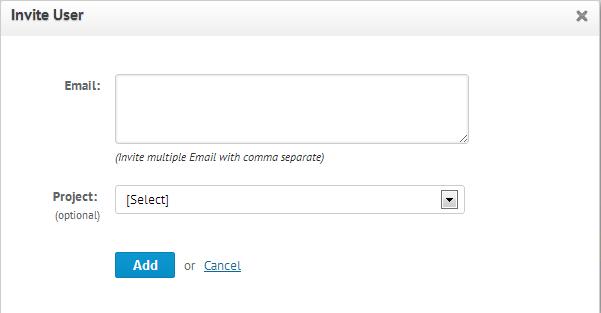 Invite User
Email:
(Invite multiple Email with comma separate)
Project: [Select]
(optional)
Add or Cancel